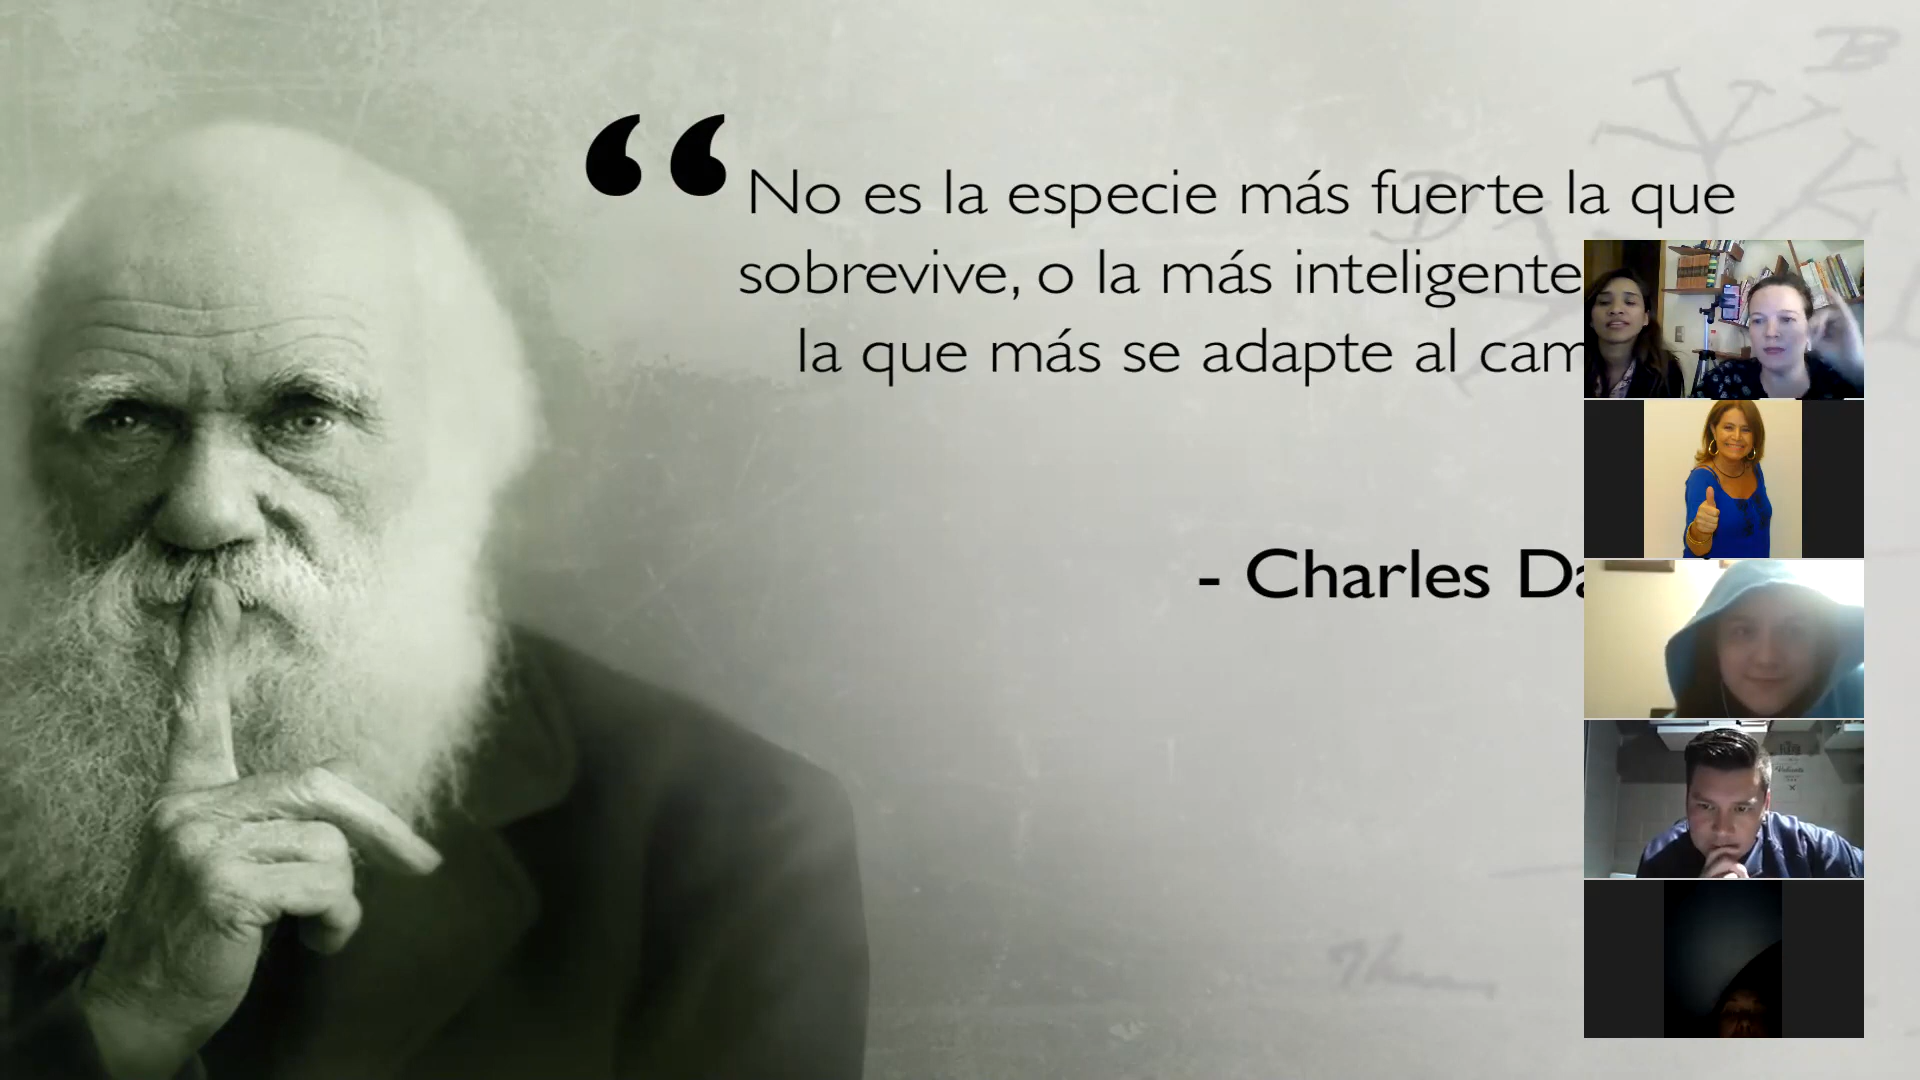 “ No es la especie más fuerte la que
sobrevive, o la más inteligente
la que más se adapte al cam
- Charles Da
B
D